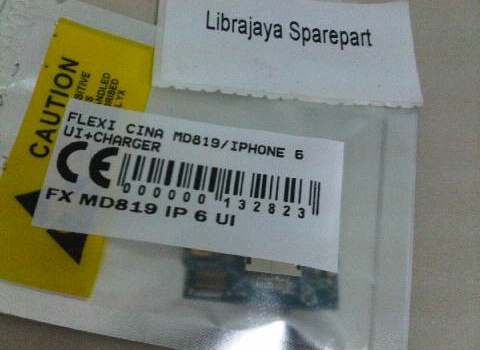 Librajaya Sparepart
CAUTION
FLEXI CINA MD819/IPHONE 6
UI+CHARGER
CE
000000 132823
FX MD819 IP 6 UI